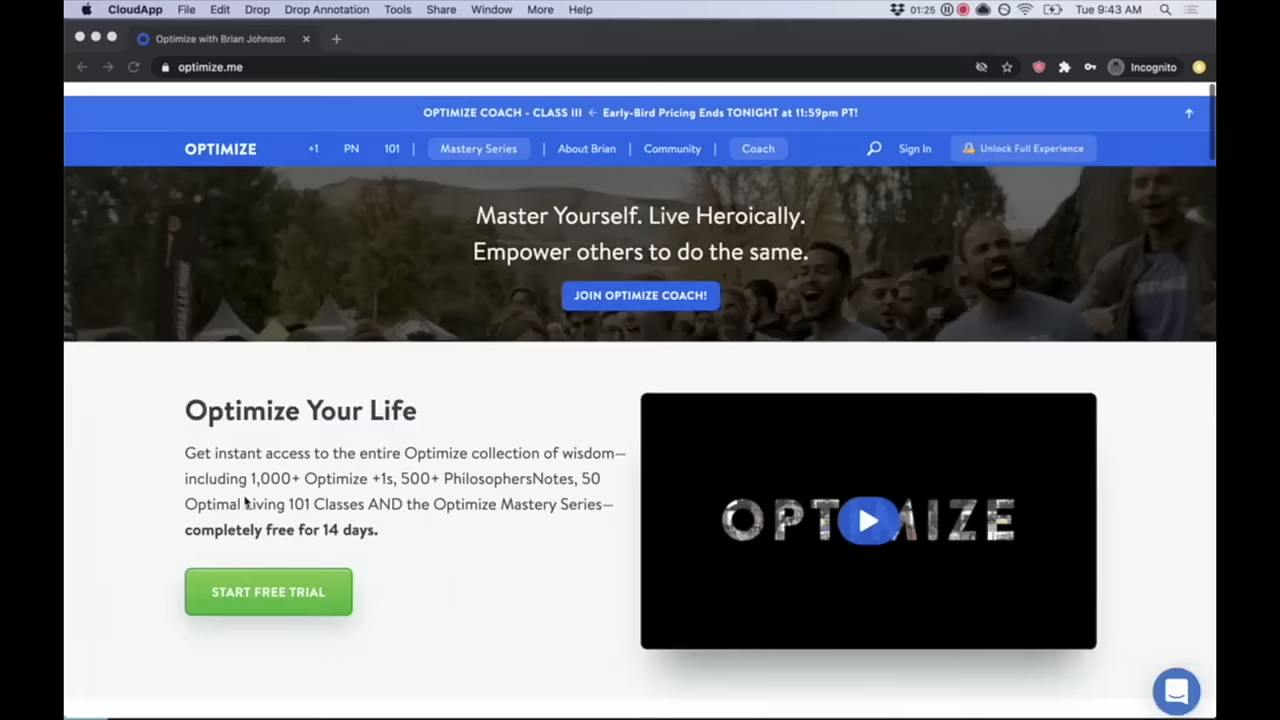 CloudApp File Edit Drop Drop Annotation Tools Share Window More Help 01:25 Tue 9:43 AM
Optimize with Brian Johnson
optimize.me Incognito
OPTIMIZE COACH - CLASS III ← Early-Bird Pricing Ends TONIGHT at 11:59pm PT!
OPTIMIZE +1 PN 101 | Mastery Series | About Brian | Community | Coach Sign In Unlock Full Experience
Master Yourself. Live Heroically.
Empower others to do the same.
JOIN OPTIMIZE COACH!
Optimize Your Life
Get instant access to the entire Optimize collection of wisdom—
including 1,000+ Optimize +1s, 500+ PhilosophersNotes, 50
Optimal Living 101 Classes AND the Optimize Mastery Series—
completely free for 14 days.
START FREE TRIAL
OPTIMIZE